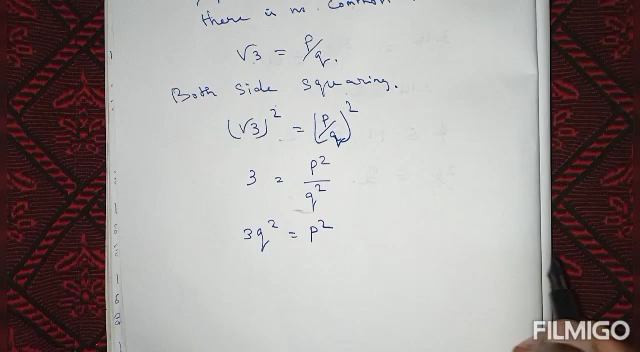 there is no common
√3 = p/q.
Both side squaring.
(√3)² = (p/q)²
3 = p²/q²
3q² = p²
FILMIGO